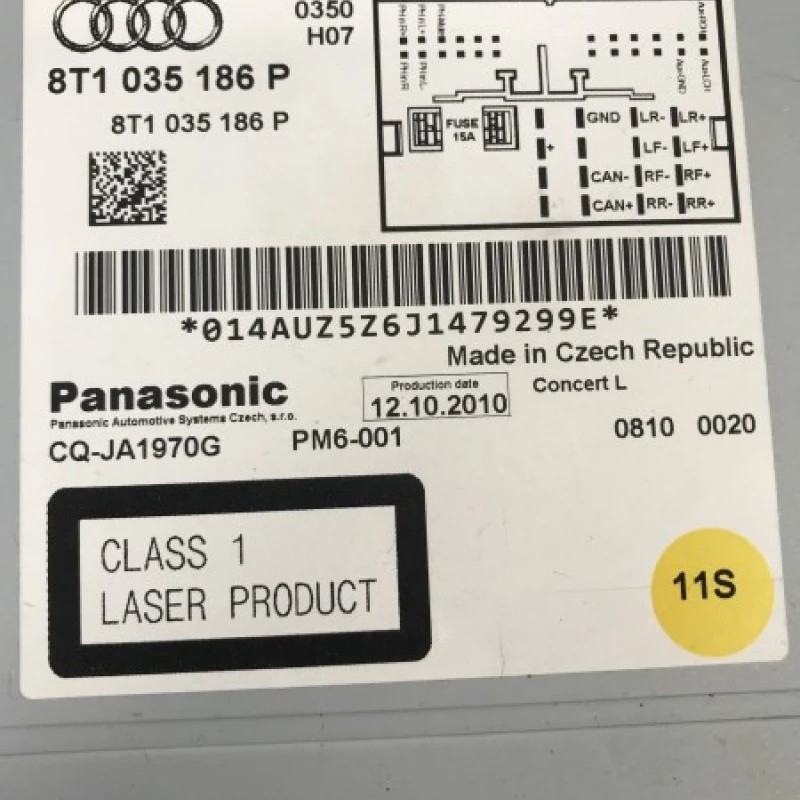 0350
H07
8T1 035 186 P
8T1 035 186 P
FUSE
15A
GND LR- LR+
+ LF- LF+
CAN- RF- RF+
CAN+ RR- RR+
*014AUZ5Z6J1479299E*
Made in Czech Republic
Panasonic
Panasonic Automotive Systems Czech, s.r.o.
Production date
12.10.2010
Concert L
CQ-JA1970G
PM6-001
0810 0020
CLASS 1
LASER PRODUCT
11S